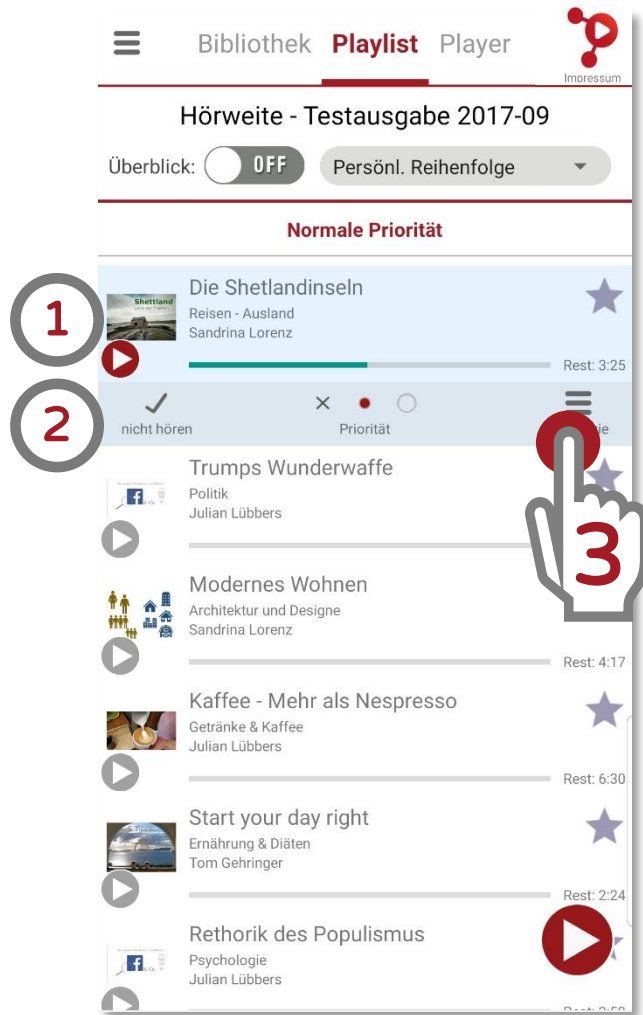 Bibliothek Playlist Player
Impressum
Hörweite - Testausgabe 2017-09
Überblick: OFF Persönl. Reihenfolge
Normale Priorität
1
Shettland
Die Shetlandinseln
Reisen - Ausland
Sandrina Lorenz
Rest: 3:25
2
nicht hören
Priorität
3
Trumps Wunderwaffe
Politik
Julian Lübbers
Modernes Wohnen
Architektur und Designe
Sandrina Lorenz
Rest: 4:17
Kaffee - Mehr als Nespresso
Getränke & Kaffee
Julian Lübbers
Rest: 6:30
Start your day right
Ernährung & Diäten
Tom Gehringer
Rest: 2:24
Rethorik des Populismus
Psychologie
Julian Lübbers